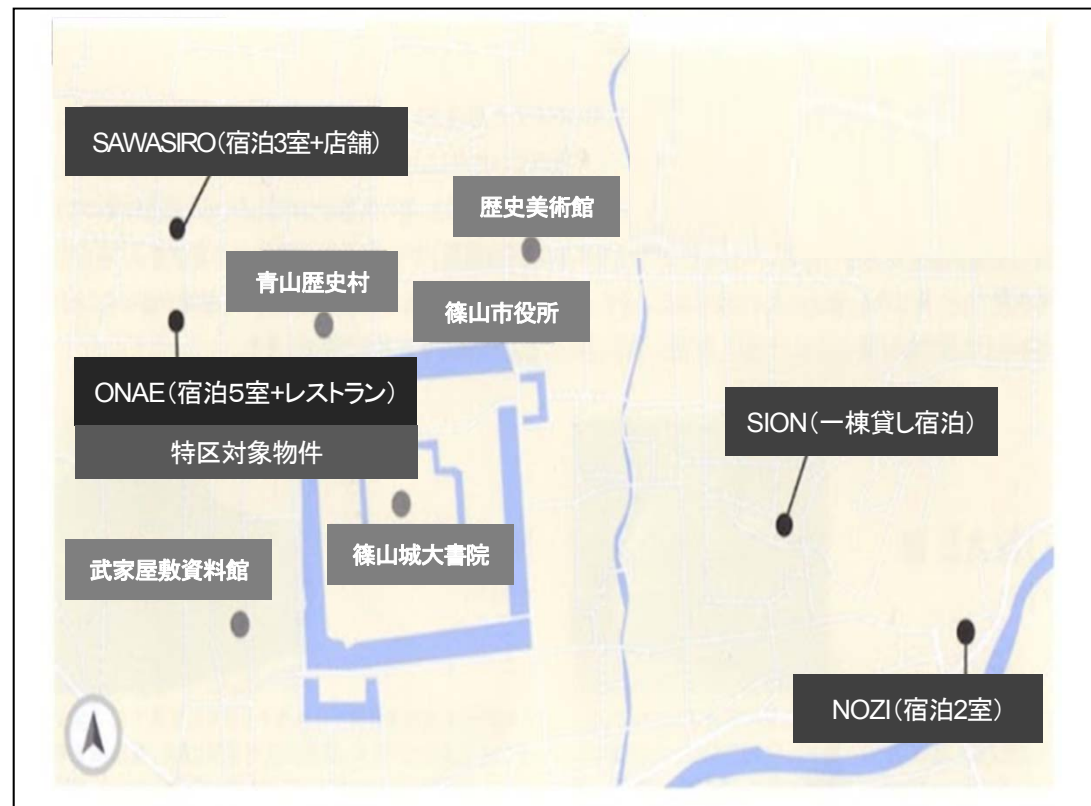 SAWASIRO(宿泊3室+店舗)
歴史美術館
青山歴史村
篠山市役所
ONAE(宿泊5室+レストラン)
特区対象物件
SION(一棟貸し宿泊)
篠山城大書院
武家屋敷資料館
NOZI(宿泊2室)